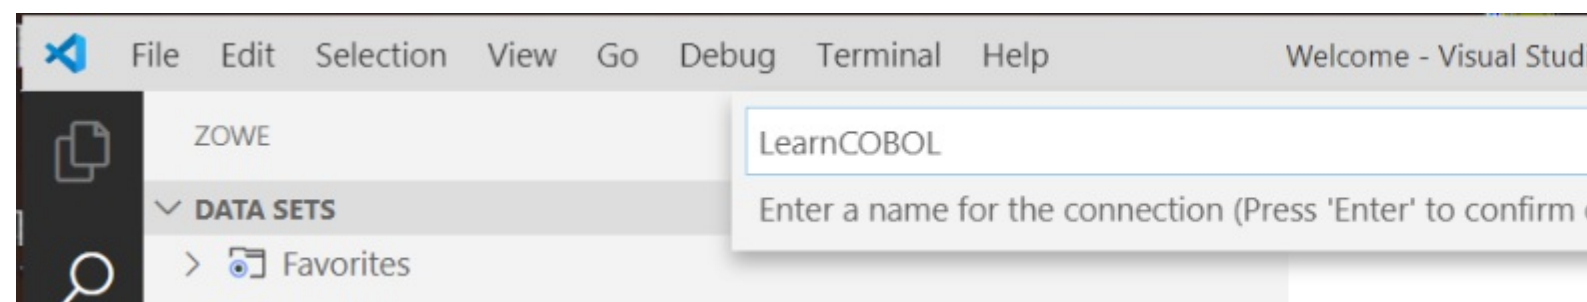 File Edit Selection View Go Debug Terminal Help Welcome - Visual Stud
ZOWE
LearnCOBOL
DATA SETS
Enter a name for the connection (Press 'Enter' to confirm
Favorites